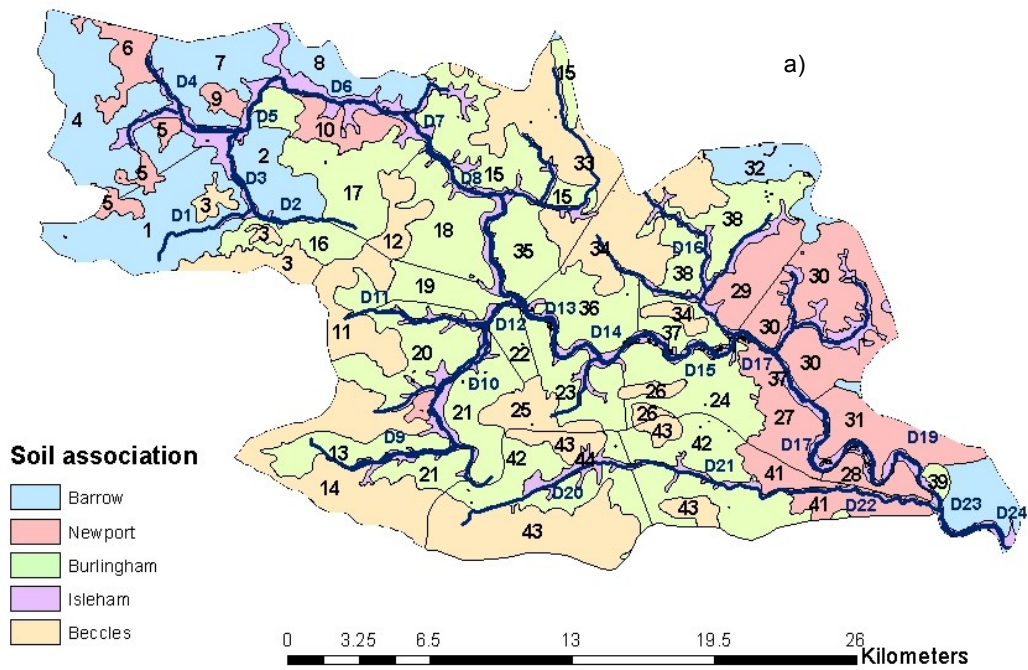 a)
6
7
8
15
D4
D6
4
9
D5
D7
33
32
5
10
2
15
D8
5
D3
15
38
17
5
3
D2
D1
1
12
18
34
D16
3
16
35
38
30
3
29
19
D11
36
D13
34
30
11
D12
D14
37
30
20
22
D15
D17
D10
37
23
26
24
21
25
26
27
31
43
43
D9
13
42
44
42
D17
D19
21
D21
28
14
41
39
D20
41
D22
D23
43
43
D24
Soil association
Barrow
Newport
Burlingham
Isleham
Beccles
0 3.25 6.5 13 19.5 26
Kilometers